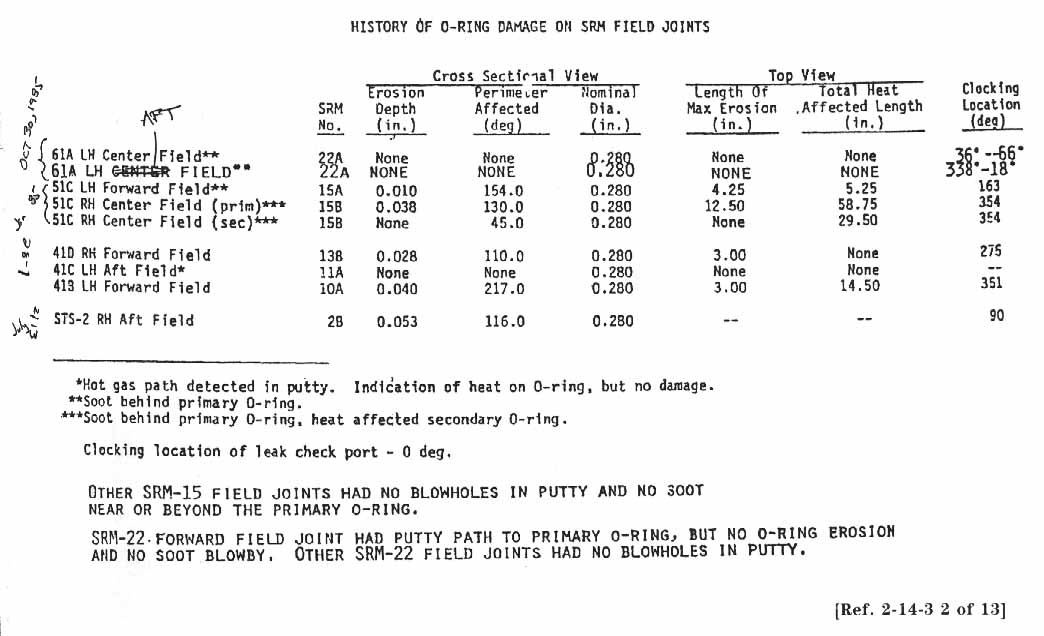 HISTORY OF O-RING DAMAGE ON SRM FIELD JOINTS
Cross Sectional View Top View
Erosion Perimeter Nominal Length Of Total Heat Clocking
SRM Depth Affected Dia. Max Erosion Affected Length Location
No. (in.) (deg) (in.) (in.) (in.) (deg)
Oct 30, 1985
AFT
61A LH Center Field** 22A None None 0.280 None None 36°--66°
61A LH CENTER FIELD** 22A NONE NONE 0.280 NONE NONE 338°-18°
51C LH Forward Field** 15A 0.010 154.0 0.280 4.25 5.25 163
51C RH Center Field (prim)*** 15B 0.038 130.0 0.280 12.50 58.75 354
51C RH Center Field (sec)*** 15B None 45.0 0.280 None 29.50 354
41D RH Forward Field 13B 0.028 110.0 0.280 3.00 None 275
41C LH Aft Field* 11A None None 0.280 None None --
41B LH Forward Field 10A 0.040 217.0 0.280 3.00 14.50 351
STS-2 RH Aft Field 2B 0.053 116.0 0.280 -- -- 90
*Hot gas path detected in putty. Indication of heat on O-ring, but no damage.
**Soot behind primary O-ring.
***Soot behind primary O-ring, heat affected secondary O-ring.
Clocking location of leak check port - 0 deg.
OTHER SRM-15 FIELD JOINTS HAD NO BLOWHOLES IN PUTTY AND NO SOOT
NEAR OR BEYOND THE PRIMARY O-RING.
SRM-22 FORWARD FIELD JOINT HAD PUTTY PATH TO PRIMARY O-RING, BUT NO O-RING EROSION
AND NO SOOT BLOWBY. OTHER SRM-22 FIELD JOINTS HAD NO BLOWHOLES IN PUTTY.
[Ref. 2-14-3 2 of 13]